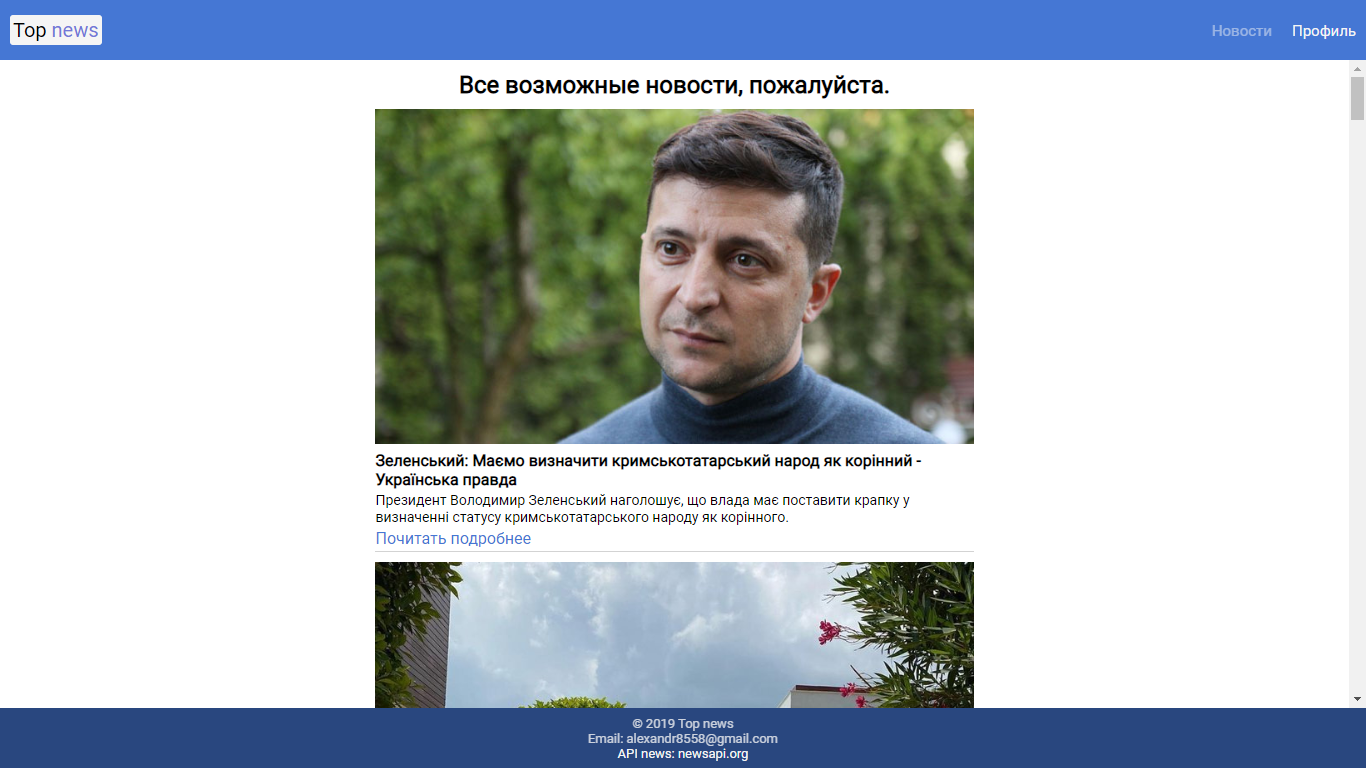 Top news
Новости
Профиль
Все возможные новости, пожалуйста.
Зеленський: Маємо визначити кримськотатарський народ як корінний -
Українська правда
Президент Володимир Зеленський наголошує, що влада має поставити крапку у
визначенні статусу кримськотатарського народу як корінного.
Почитать подробнее
© 2019 Top news
Email: alexandr8558@gmail.com
API news: newsapi.org